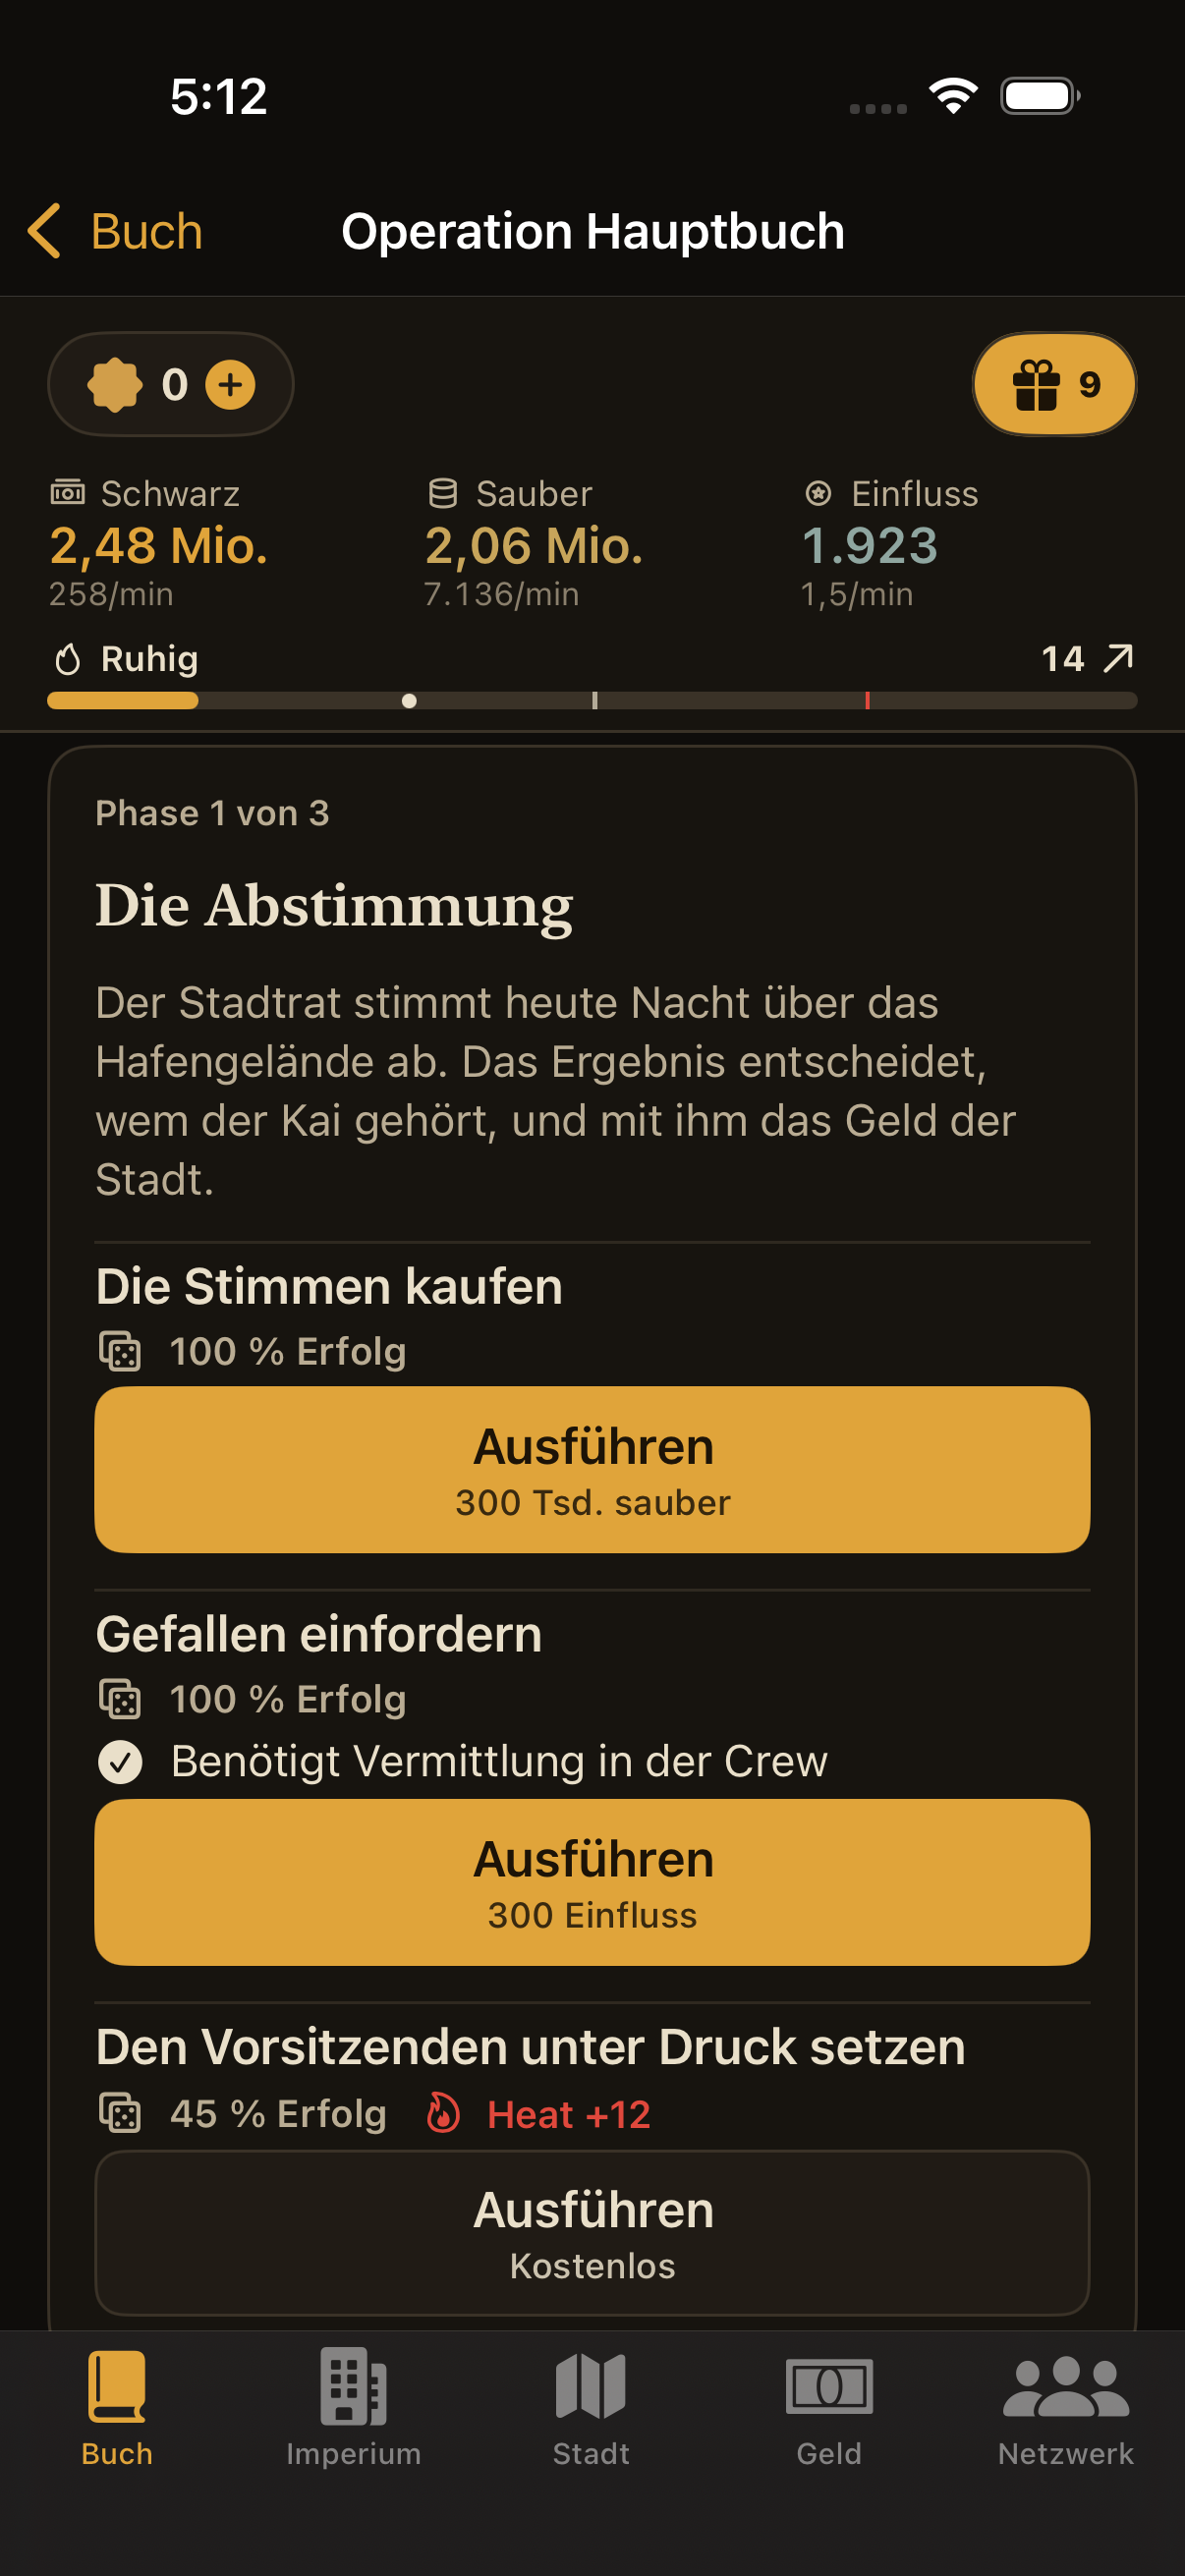 5:12
Buch
Operation Hauptbuch
0
9
Schwarz
Sauber
Einfluss
2,48 Mio.
2,06 Mio.
1.923
258/min
7.136/min
1,5/min
Ruhig
14
Phase 1 von 3
Die Abstimmung
Der Stadtrat stimmt heute Nacht über das
Hafengelände ab. Das Ergebnis entscheidet,
wem der Kai gehört, und mit ihm das Geld der
Stadt.
Die Stimmen kaufen
100 % Erfolg
Ausführen
300 Tsd. sauber
Gefallen einfordern
100 % Erfolg
Benötigt Vermittlung in der Crew
Ausführen
300 Einfluss
Den Vorsitzenden unter Druck setzen
45 % Erfolg
Heat +12
Ausführen
Kostenlos
Buch
Imperium
Stadt
Geld
Netzwerk